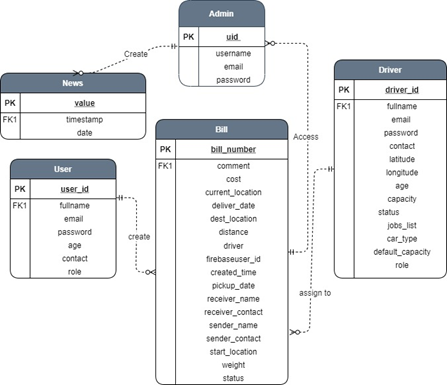 Admin
PK uid
username
email
password
Create
News
PK value
FK1 timestamp
date
Driver
PK driver_id
FK1 fullname
email
password
contact
latitude
longitude
age
capacity
status
jobs_list
car_type
default_capacity
role
Access
Bill
PK bill_number
FK1 comment
cost
current_location
deliver_date
dest_location
distance
driver
firebaseuser_id
created_time
pickup_date
receiver_name
receiver_contact
sender_name
sender_contact
start_location
weight
status
User
PK user_id
FK1 fullname
email
password
age
contact
role
create
assign to